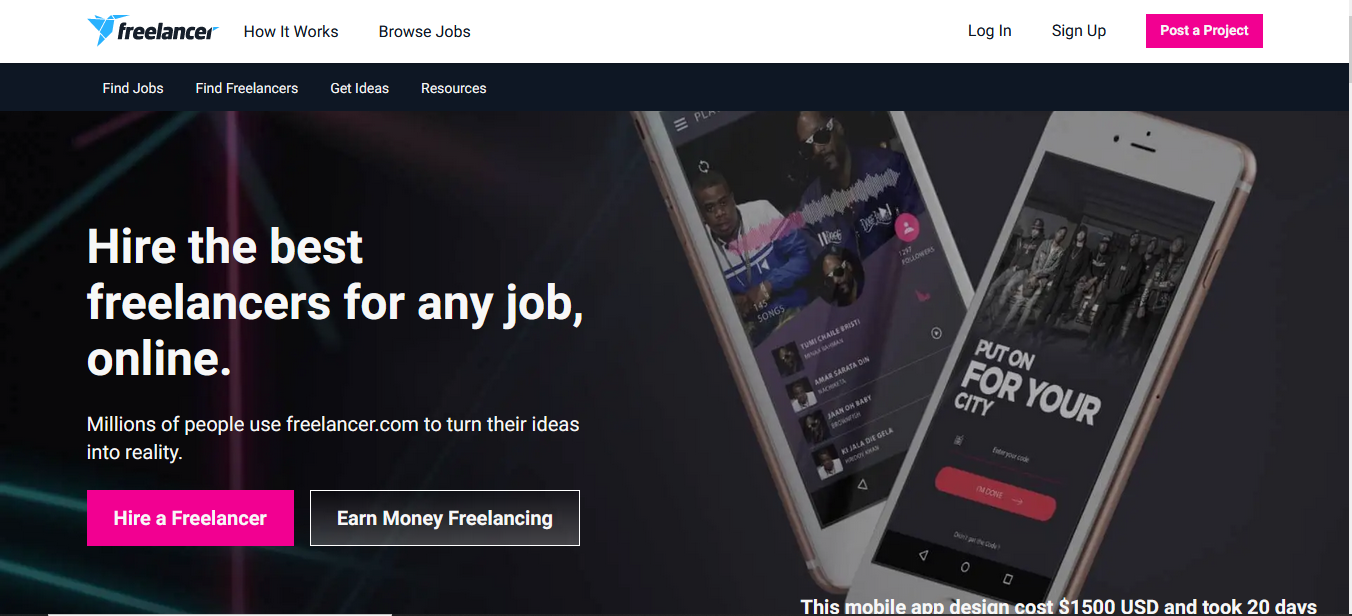 freelancer
How It Works
Browse Jobs
Log In
Sign Up
Post a Project
Find Jobs
Find Freelancers
Get Ideas
Resources
Hire the best
freelancers for any job,
online.
Millions of people use freelancer.com to turn their ideas
into reality.
Hire a Freelancer
Earn Money Freelancing
145
SONGS
1297
FOLLOWERS
TUMI CHAILE BRISTI
AMAR SARATA DIN
JAAN OH BABY
KI JALA DIE GELA
PUT ON
FOR YOUR
CITY
Enter your code
I'M DONE
Didn't get the Code?
This mobile app design cost $1500 USD and took 20 days